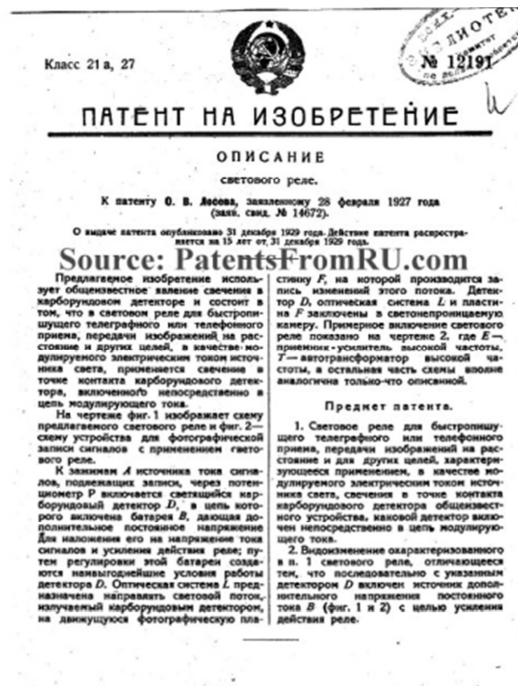 Класс 21 а, 27
БИБЛИОТЕ
№ 12191
ПАТЕНТ НА ИЗОБРЕТЕНИЕ
ОПИСАНИЕ
светового реле.
К патенту О. В. Лосева, заявленному 28 февраля 1927 года
(заяв. свид. № 14672).
О выдаче патента опубликовано 31 декабря 1929 года. Действие патента распростра-
няется на 15 лет от 31 декабря 1929 года.
Source: PatentsFromRU.com
Предлагаемое изобретение исполь-
зует общеизвестное явление свечения в
карборундовом детекторе и состоит в
том, что в световом реле для быстропи-
шущего телеграфного или телефонного
приема, передачи изображений на рас-
стояние и других целей, в качестве мо-
дулируемого электрическим током источ-
ника света, применяется свечение в
точке контакта карборундового детек-
тора, включенного непосредственно в
цепь модулирующего тока.
На чертеже фиг. 1 изображает схему
предлагаемого светового реле и фиг. 2—
схему устройства для фотографической
записи сигналов с применением свето-
вого реле.
К зажимам А источника тока сигна-
лов, подлежащих записи, через потен-
циометр Р включается светящийся кар-
борундовый детектор D, в цепь кото-
рого включена батарея В, дающая до-
полнительное постоянное напряжение
для наложения его на напряжение тока
сигналов и усиления действия реле; пу-
тем регулировки этой батареи созда-
ются наивыгоднейшие условия работы
детектора D. Оптическая система L пред-
назначена направлять световой поток,
излучаемый карборундовым детектором,
на движущуюся фотографическую пла-
стинку F, на которой производится за-
пись изменений этого потока. Детек-
тор D, оптическая система L и пласти-
на F заключены в светонепроницаемую
камеру. Примерное включение светового
реле показано на чертеже 2, где Е—
приемник-усилитель высокой частоты,
Т—автотрансформатор высокой ча-
стоты, а остальная часть схемы вполне
аналогична только-что описанной.
Предмет патента.
1. Световое реле для быстропишу-
щего телеграфного или телефонного
приема, передачи изображений на рас-
стояние и для других целей, характери-
зующееся применением, в качестве мо-
дулируемого электрическим током источ-
ника света, свечения в точке контакта
карборундового детектора общеизвест-
ного устройства, каковой детектор вклю-
чен непосредственно в цепь модулирую-
щего тока.
2. Видоизменение охарактеризованного
в п. 1 светового реле, отличающееся
тем, что последовательно с указанным
детектором D включен источник допол-
нительного напряжения постоянного
тока В (фиг. 1 и 2) с целью усиления
действия реле.